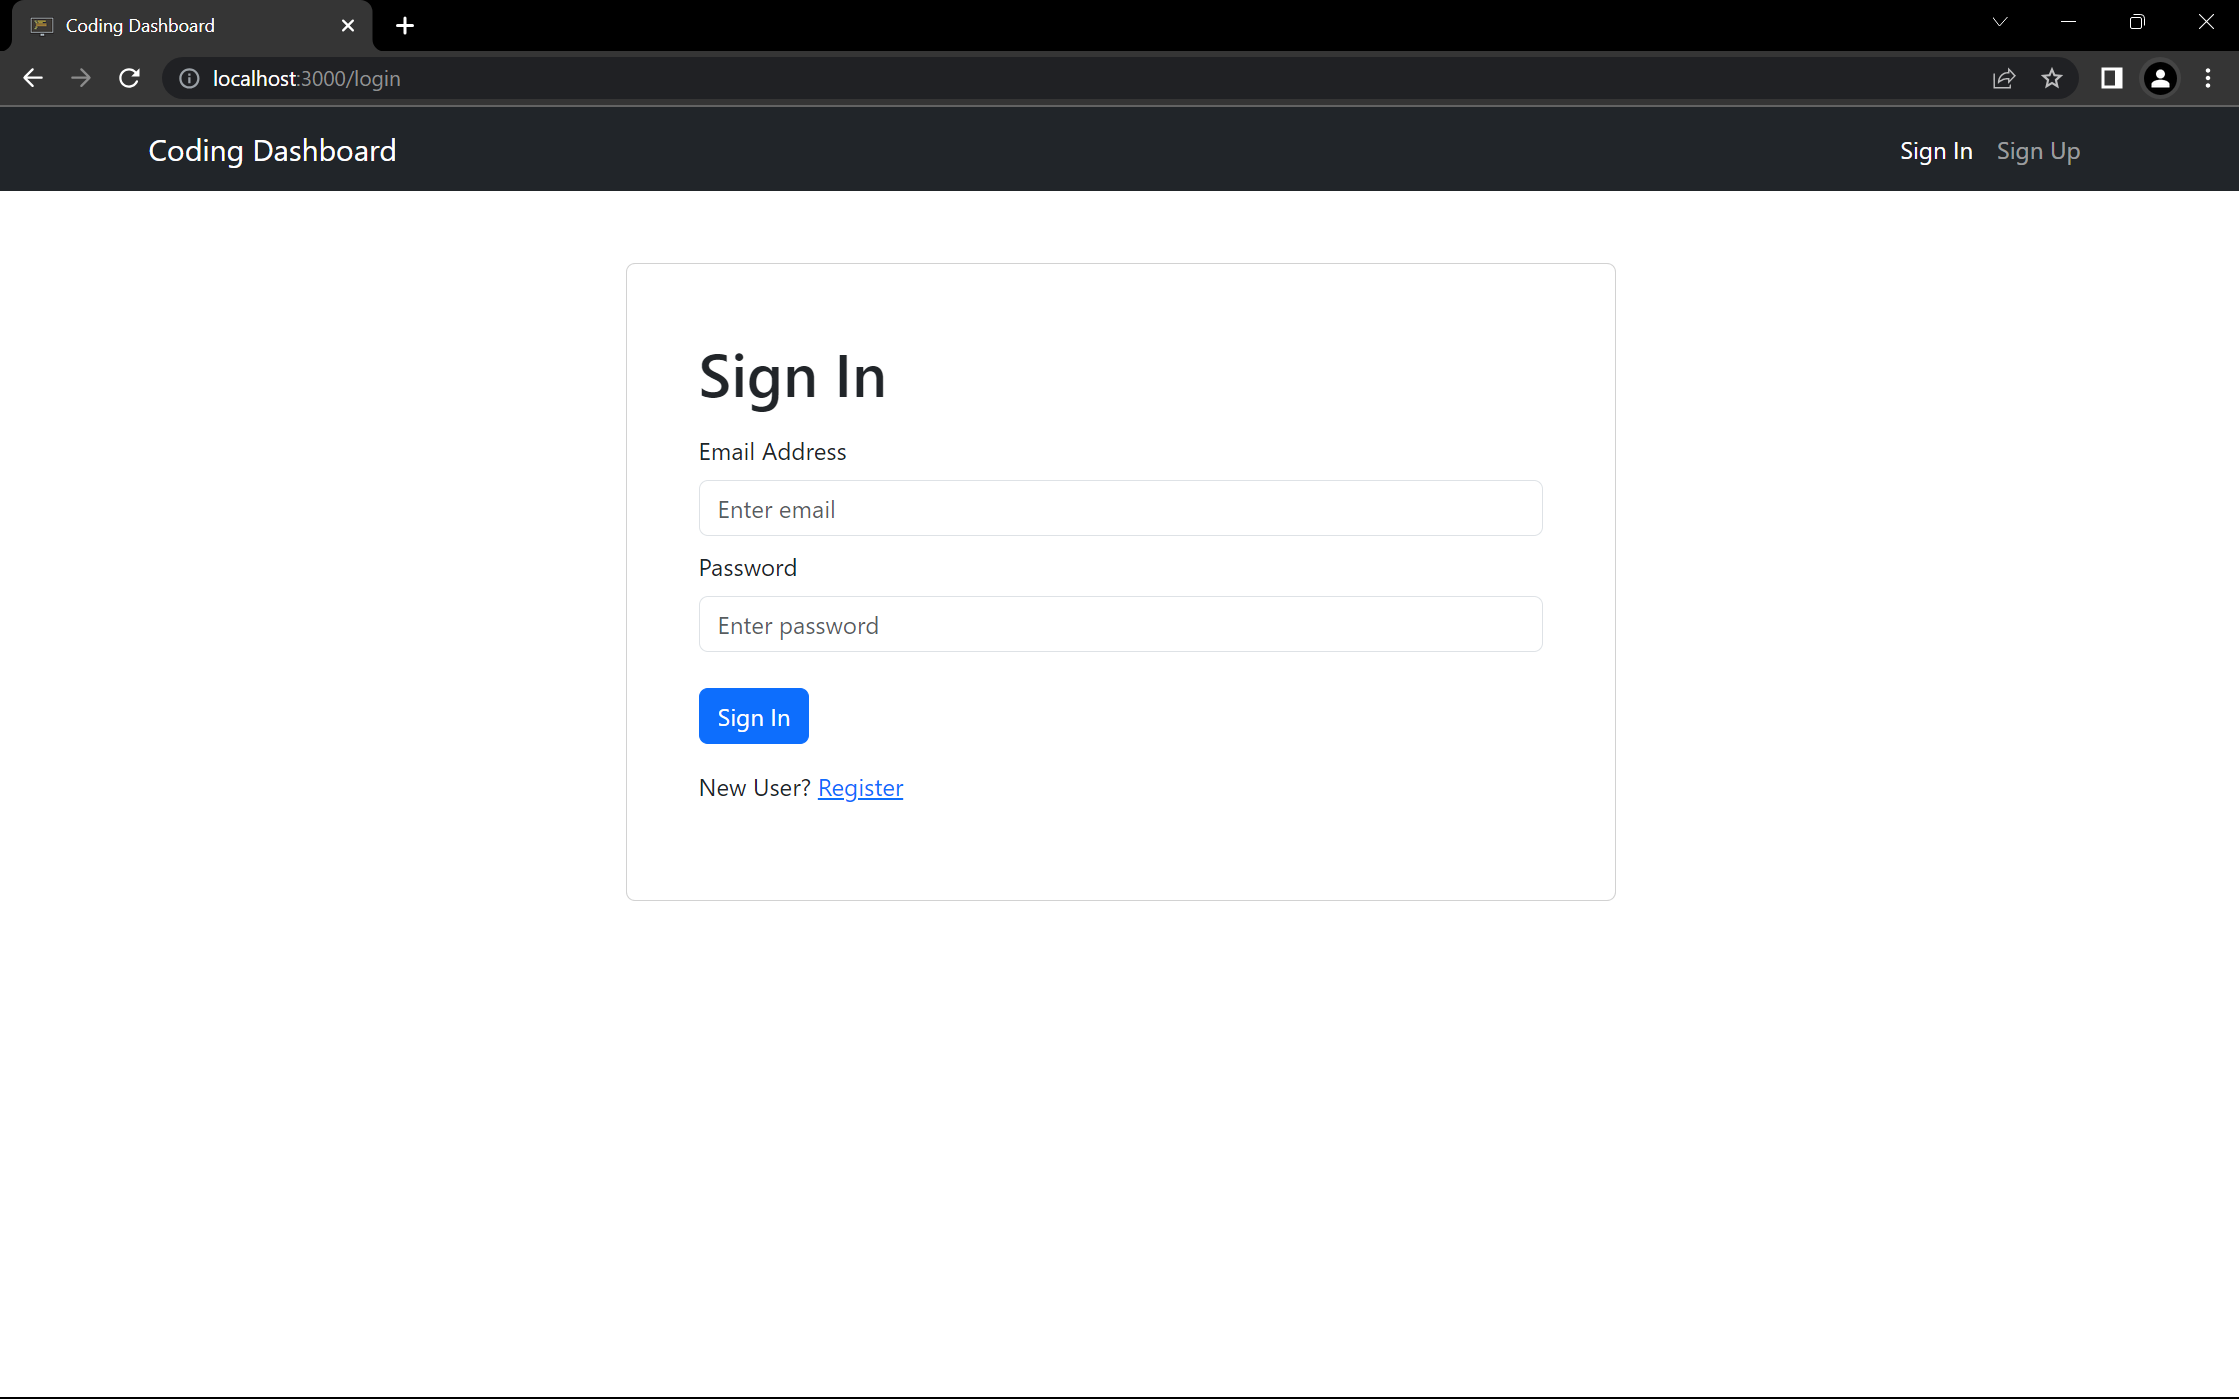 Coding Dashboard
localhost:3000/login
Coding Dashboard
Sign In Sign Up
Sign In
Email Address
Enter email
Password
Enter password
Sign In
New User? Register